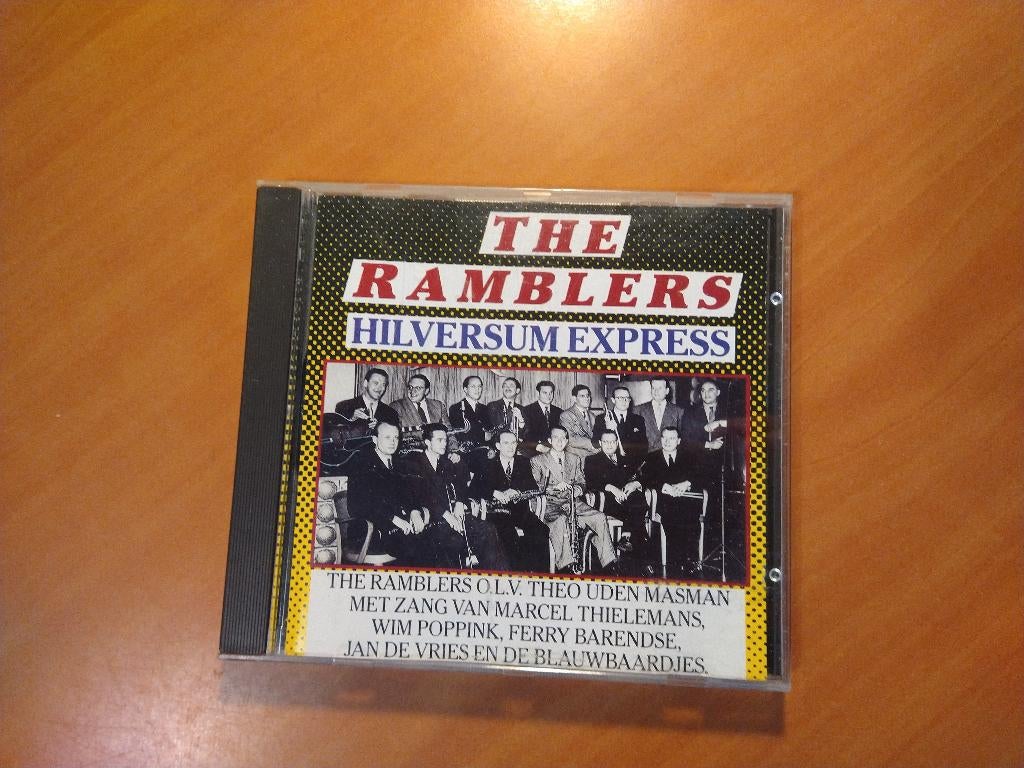 THE
RAMBLERS
HILVERSUM EXPRESS
THE RAMBLERS O.L.V. THEO UDEN MASMAN
MET ZANG VAN MARCEL THIELEMANS,
WIM POPPINK, FERRY BARENDSE,
JAN DE VRIES EN DE BLAUWBAARDJES.